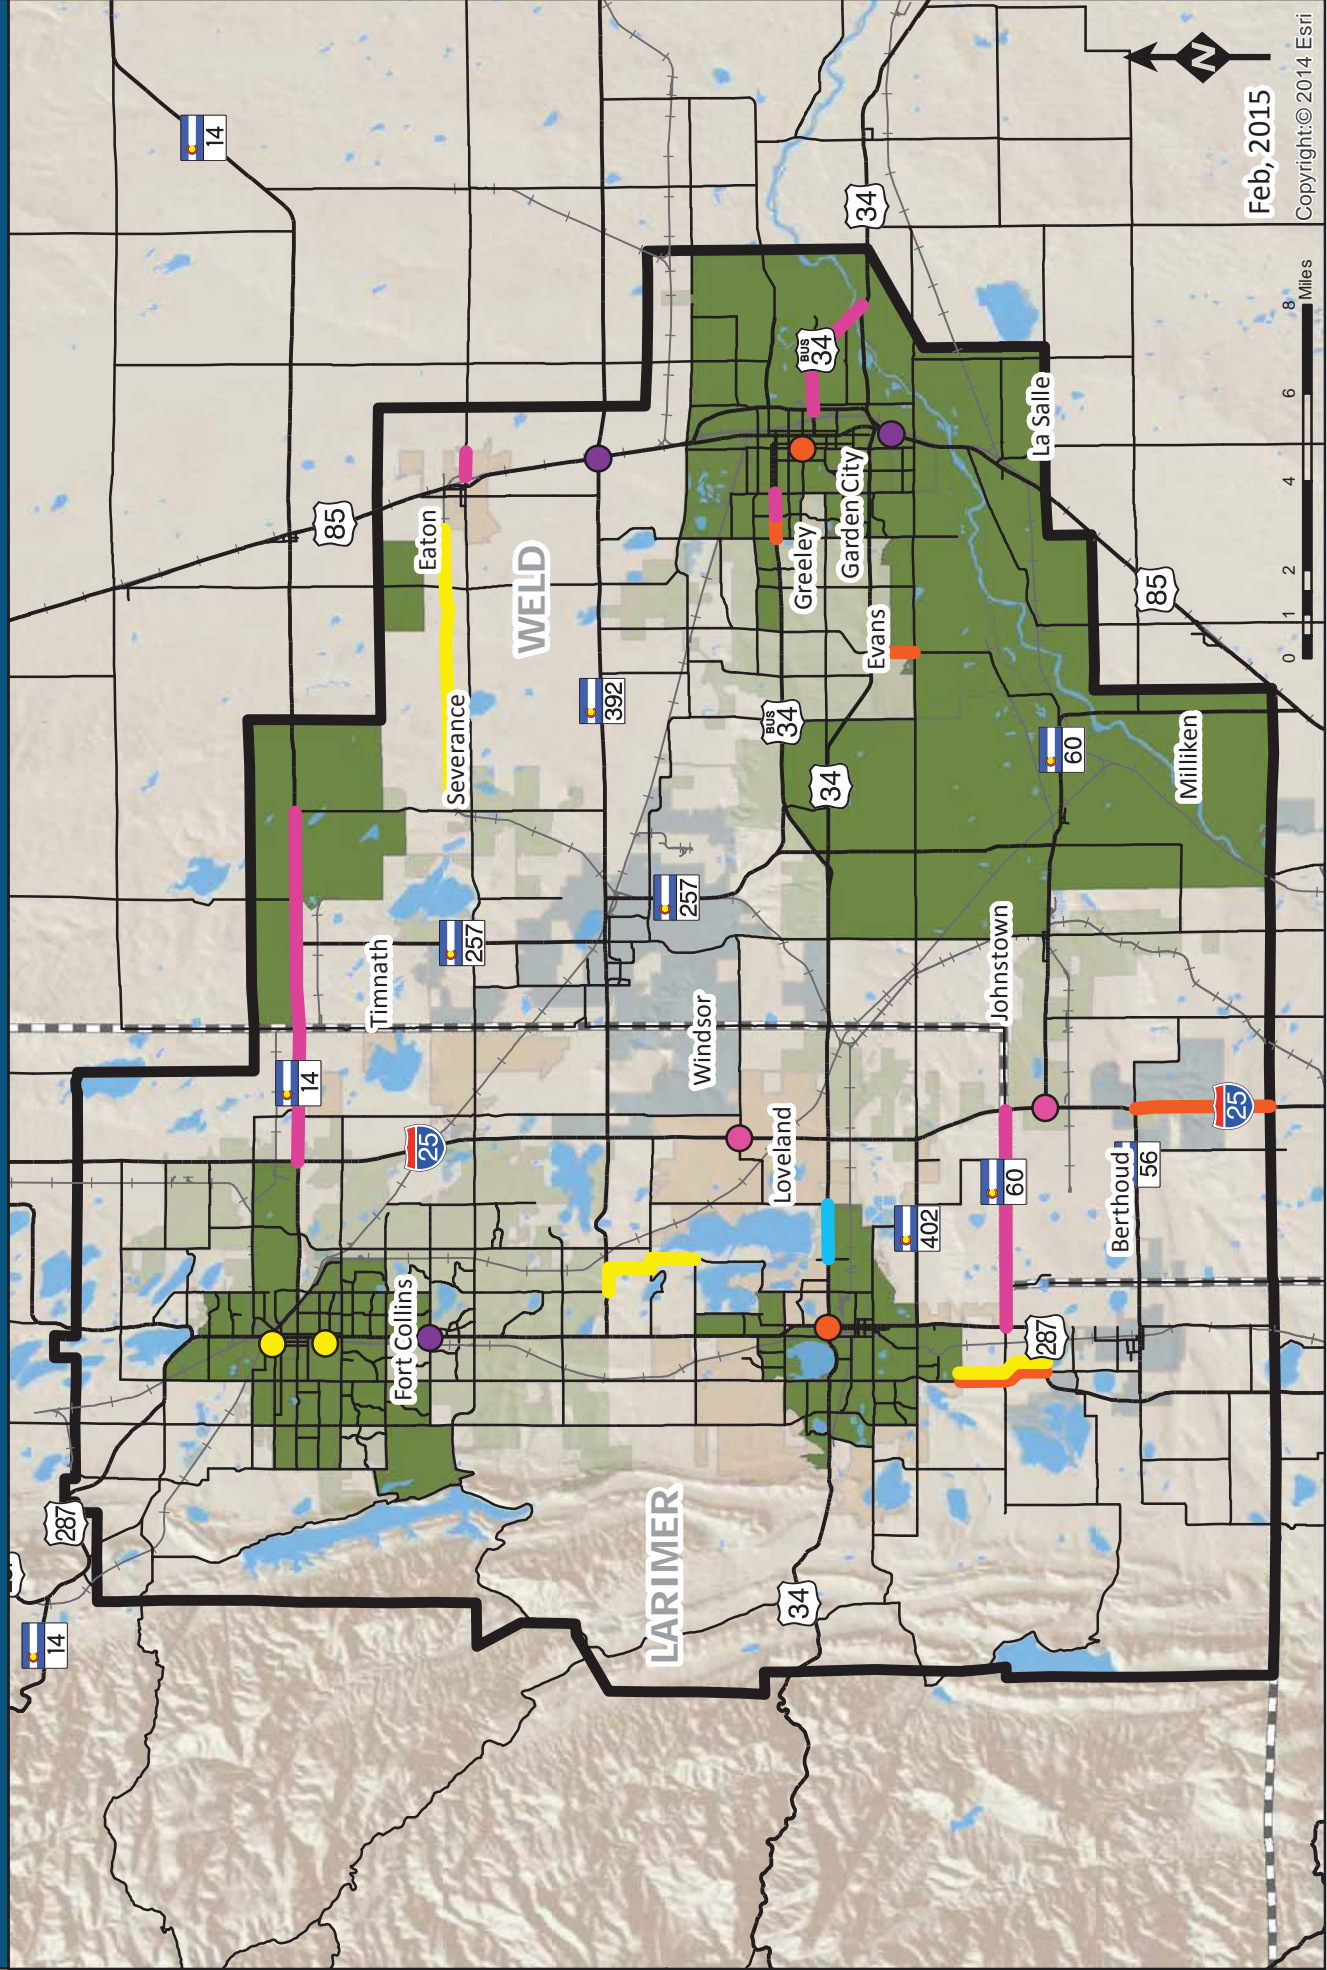 14
287
14
14
85
Timnath
Fort Collins
25
Eaton
Severance
257
WELD
392
LARIMER
257
Windsor
Loveland
BUS
34
34
Greeley
BUS
34
34
Garden City
34
Evans
402
Johnstown
60
La Salle
287
60
Berthoud
56
85
Milliken
25
N
Feb, 2015
0 1 2 4 6 8
Miles
Copyright:© 2014 Esri